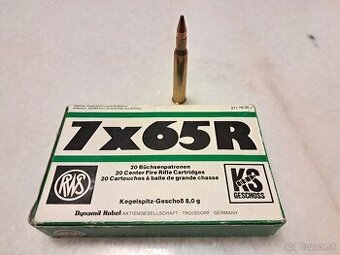 7x65R
20 Büchsenpatronen
20 Center Fire Rifle Cartridges
20 Cartouches à balle de grande chasse
RWS
KS
GESCHOSS
Kegelspitz-Geschoß 8,0 g
Dynamit Nobel AKTIENGESELLSCHAFT · TROISDORF · GERMANY